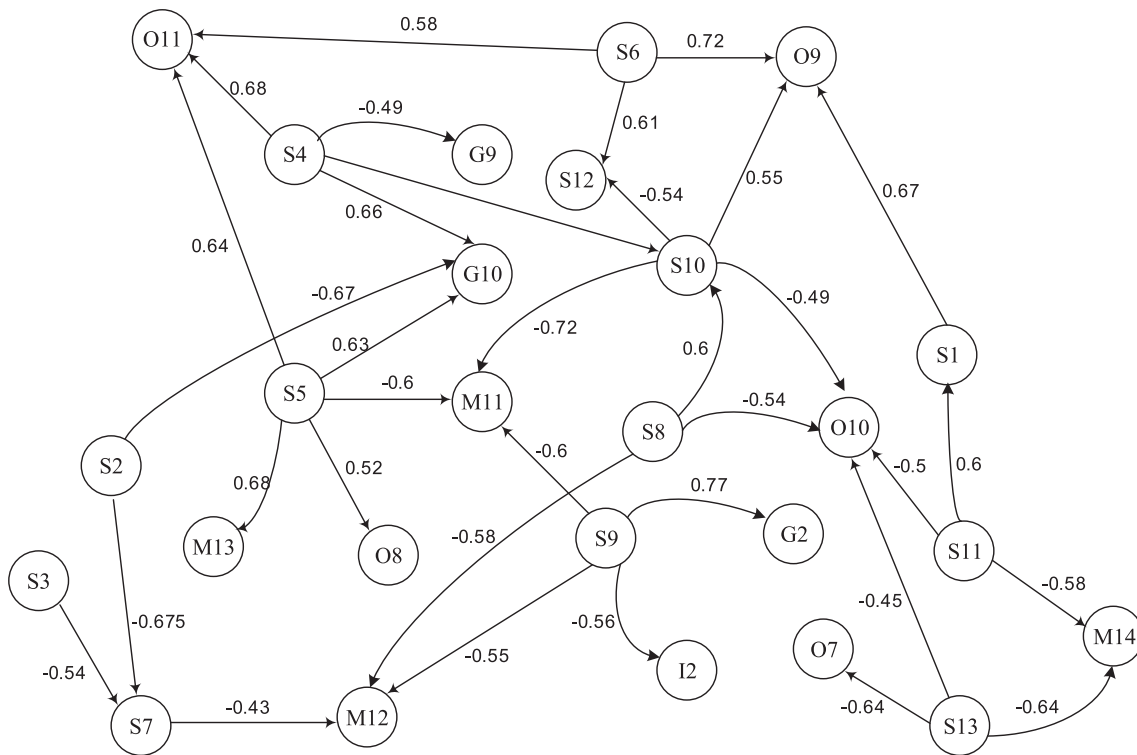 0.58
O11
S6
0.72
O9
0.68
-0.49
S4
G9
0.61
S12
-0.54
0.55
0.67
0.66
0.64
S10
G10
-0.67
-0.49
-0.72
0.63
0.6
S1
S5
-0.6
M11
-0.54
S8
O10
S2
0.52
-0.6
-0.5
0.6
0.68
0.77
M13
O8
-0.58
S9
G2
S11
S3
-0.58
-0.45
-0.675
-0.56
M14
-0.54
-0.55
I2
O7
S7
-0.43
M12
-0.64
S13
-0.64